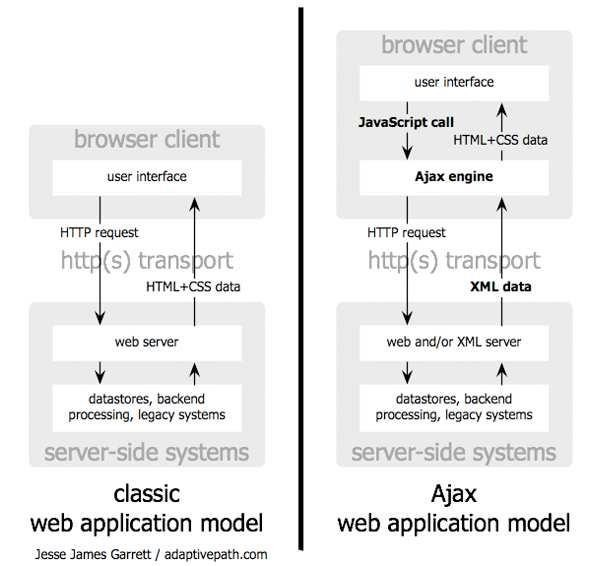 browser client
user interface
HTTP request
http(s) transport
HTML+CSS data
web server
datastores, backend
processing, legacy systems
server-side systems
classic
web application model
Jesse James Garrett / adaptivepath.com
browser client
user interface
JavaScript call
HTML+CSS data
Ajax engine
HTTP request
http(s) transport
XML data
web and/or XML server
datastores, backend
processing, legacy systems
server-side systems
Ajax
web application model